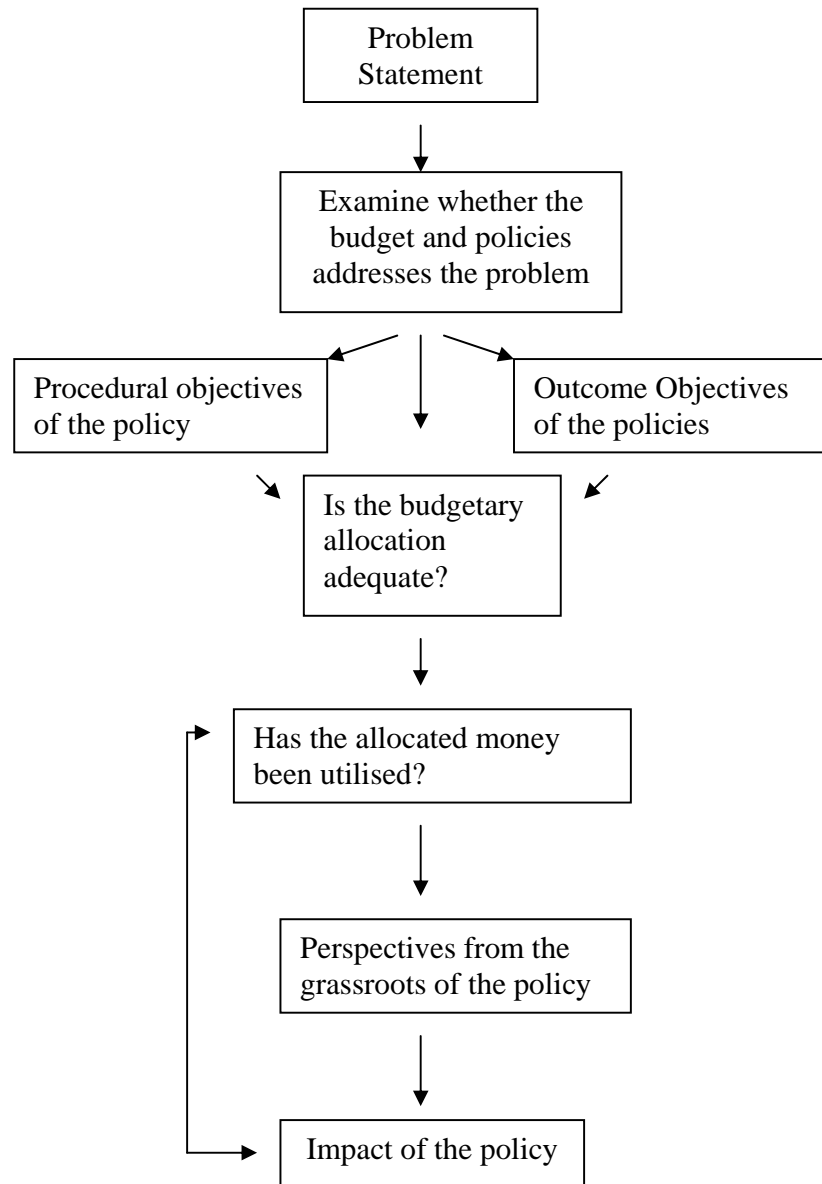 Problem
Statement
Examine whether the
budget and policies
addresses the problem
Procedural objectives
of the policy
Outcome Objectives
of the policies
Is the budgetary
allocation
adequate?
Has the allocated money
been utilised?
Perspectives from the
grassroots of the policy
Impact of the policy